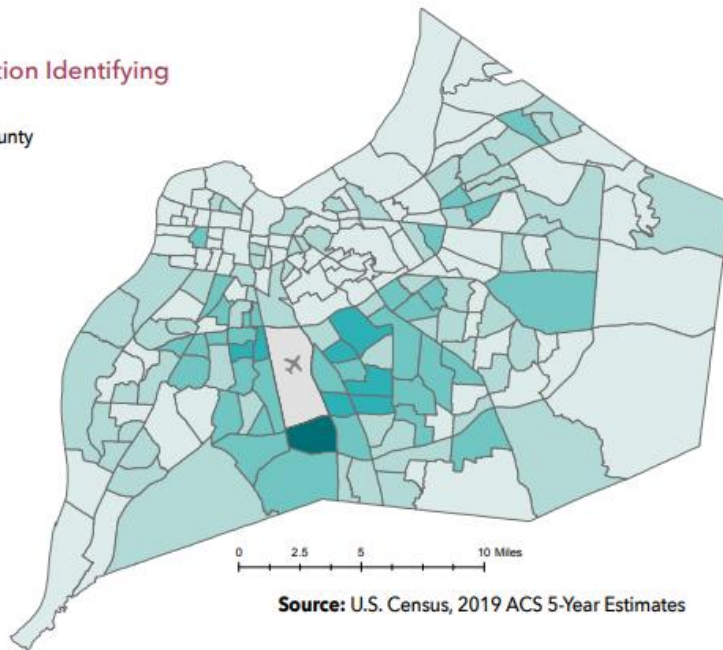 tion Identifying
unty
0 2.5 5 10 Miles
Source: U.S. Census, 2019 ACS 5-Year Estimates